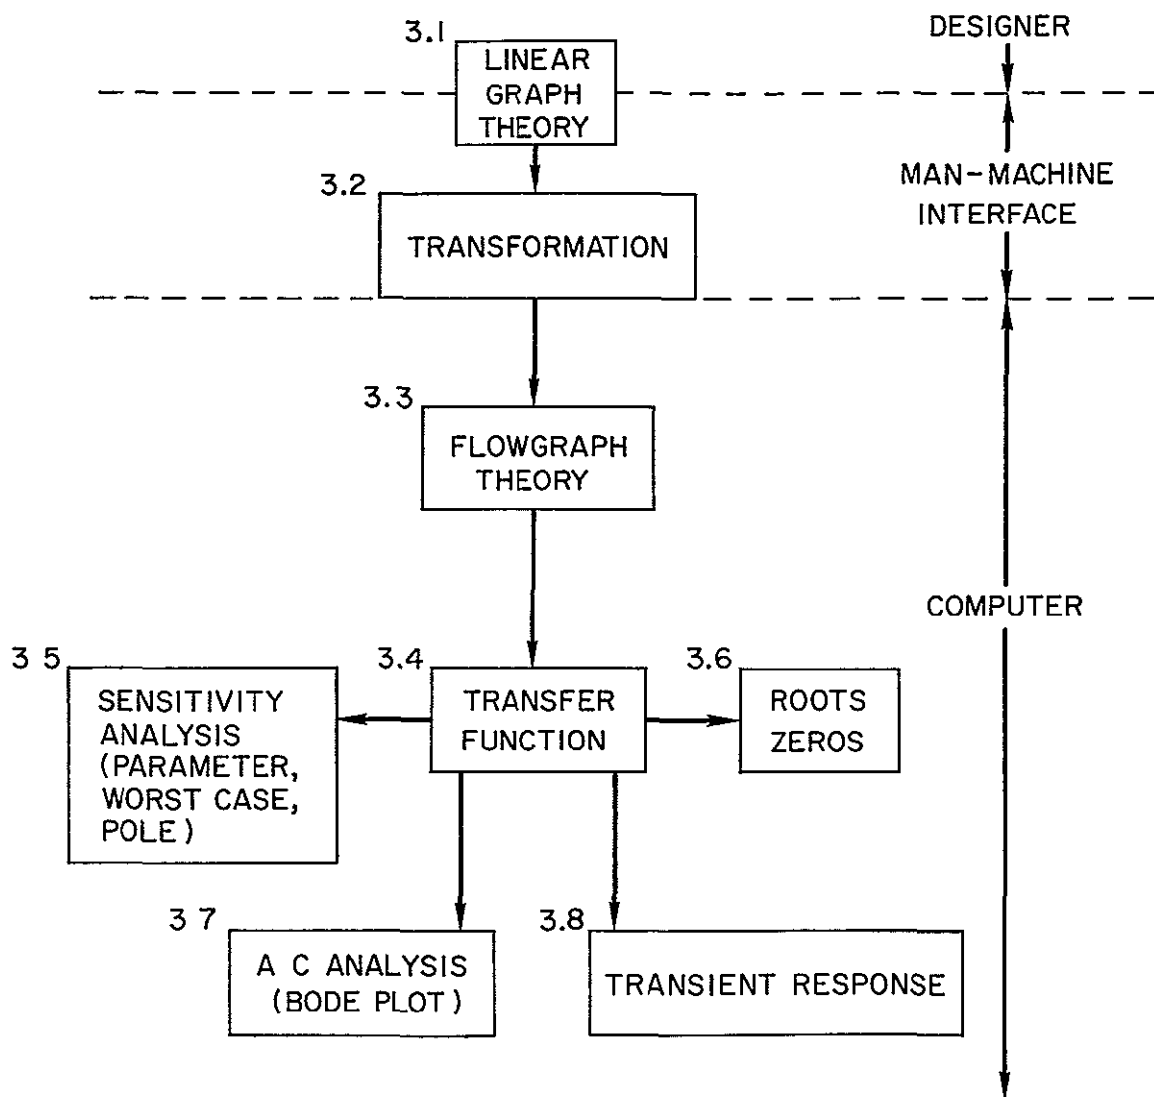 3.1
LINEAR
GRAPH
THEORY
DESIGNER
3.2
TRANSFORMATION
MAN-MACHINE
INTERFACE
3.3
FLOWGRAPH
THEORY
COMPUTER
3 5
SENSITIVITY
ANALYSIS
(PARAMETER,
WORST CASE,
POLE)
3.4
TRANSFER
FUNCTION
3.6
ROOTS
ZEROS
3 7
A C ANALYSIS
(BODE PLOT)
3.8
TRANSIENT RESPONSE